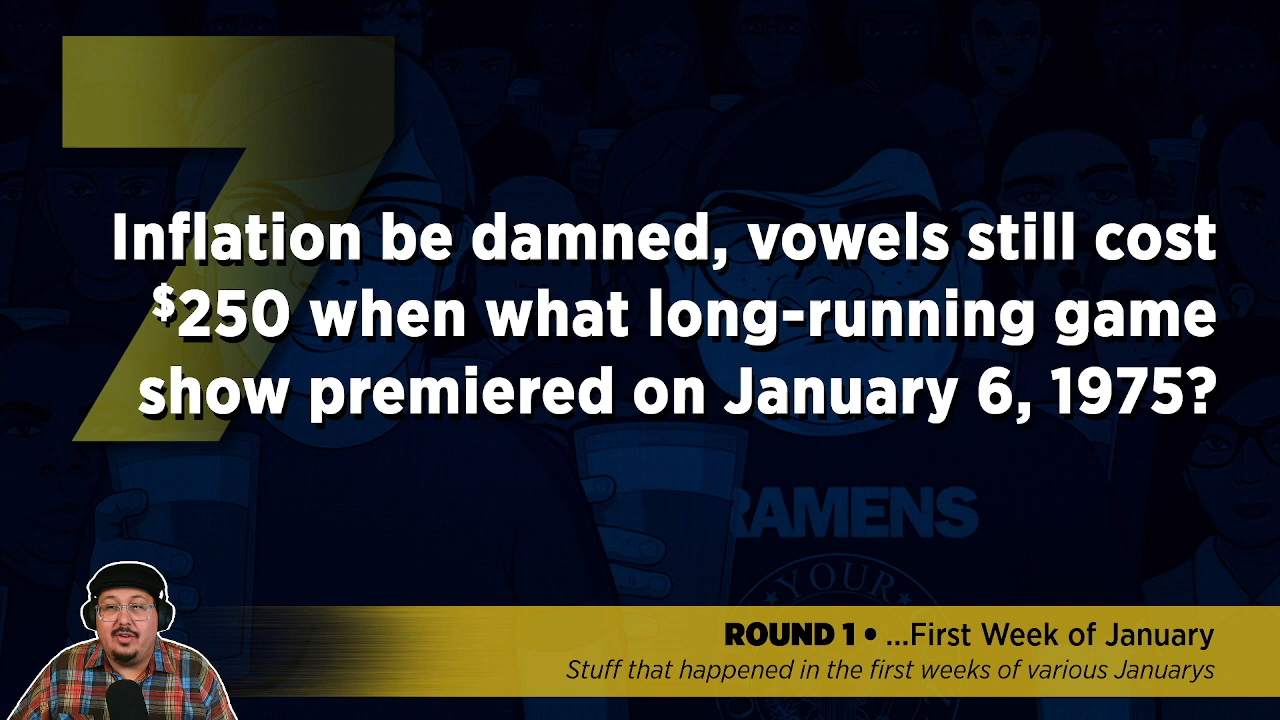 7
Inflation be damned, vowels still cost
$250 when what long-running game
show premiered on January 6, 1975?
RAMENS
YOUR
ROUND 1 • ...First Week of January
Stuff that happened in the first weeks of various Januarys